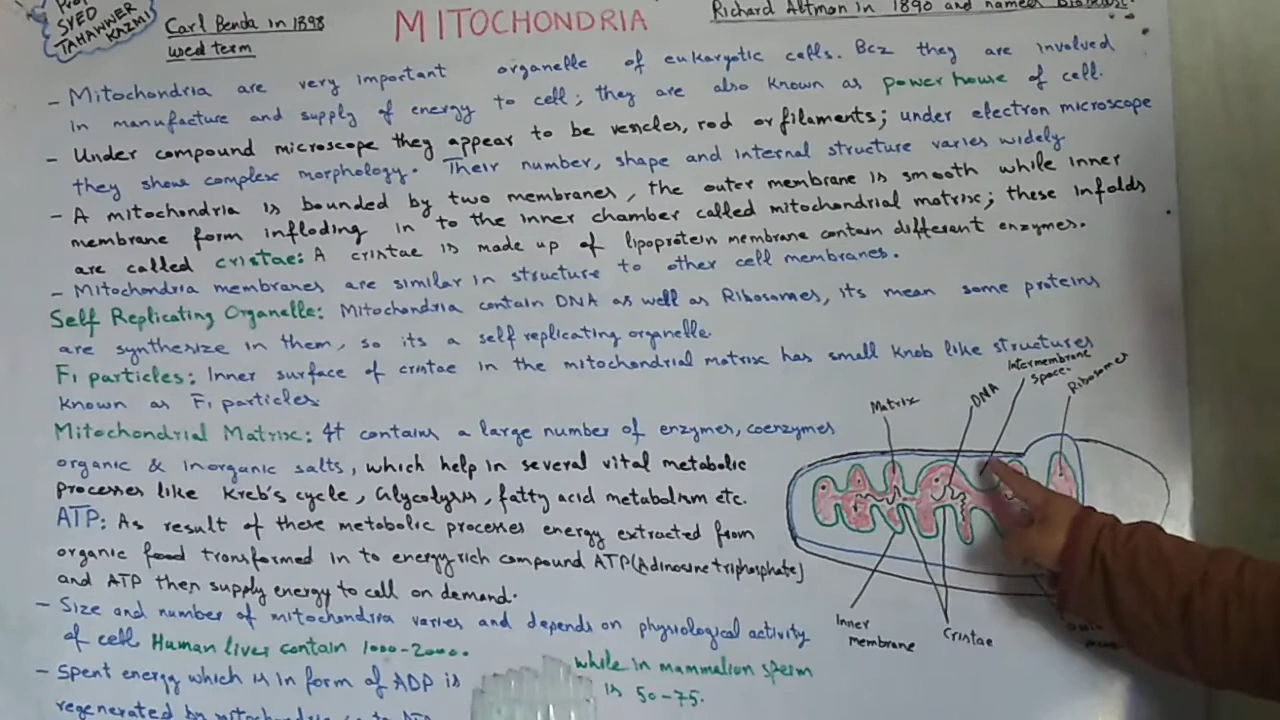 Prof
SYED
TAHAWWER
KAZMI
Carl Benda in 1898
used term
MITOCHONDRIA
Richard Altman in 1890 and named Bioblast.
- Mitochondria are very important organelle of eukaryotic cells. Bcz they are involved
in manufacture and supply of energy to cell; they are also known as power house of cell.
- Under compound microscope they appear to be vesicles, rod or filaments; under electron microscope
they show complex morphology. Their number, shape and internal structure varies widely
- A mitochondria is bounded by two membranes, the outer membrane is smooth while inner
membrane form infloding in to the inner chamber called mitochondrial matrix; these infolds
are called cristae: A cristae is made up of lipoprotein membrane contain different enzymes.
- Mitochondria membranes are similar in structure to other cell membranes.
Self Replicating Organelle: Mitochondria contain DNA as well as Ribosomes, its mean some proteins
are synthesize in them, so its a self replicating organelle.
F1 particles: Inner surface of cristae in the mitochondrial matrix has small knob like structures
known as F1 particles.
Mitochondrial Matrix: It contains a large number of enzymes, coenzymes
organic & inorganic salts, which help in several vital metabolic
processes like Kreb's cycle, Glycolysis, fatty acid metabolism etc.
ATP: As result of these metabolic processes energy extracted from
organic food transformed in to energy rich compound ATP(Adinosine triphosphate)
and ATP then supply energy to cell on demand.
- Size and number of mitochondria varies and depends on physiological activity
of cell Human liver contain 1000-2000.
while in mammalion sperm
is 50-75.
- Spent energy which is in form of ADP is
regenerated by mitochondria
Matrix
DNA
Intermembrane
space.
Ribosomes
Inner
membrane
Cristae